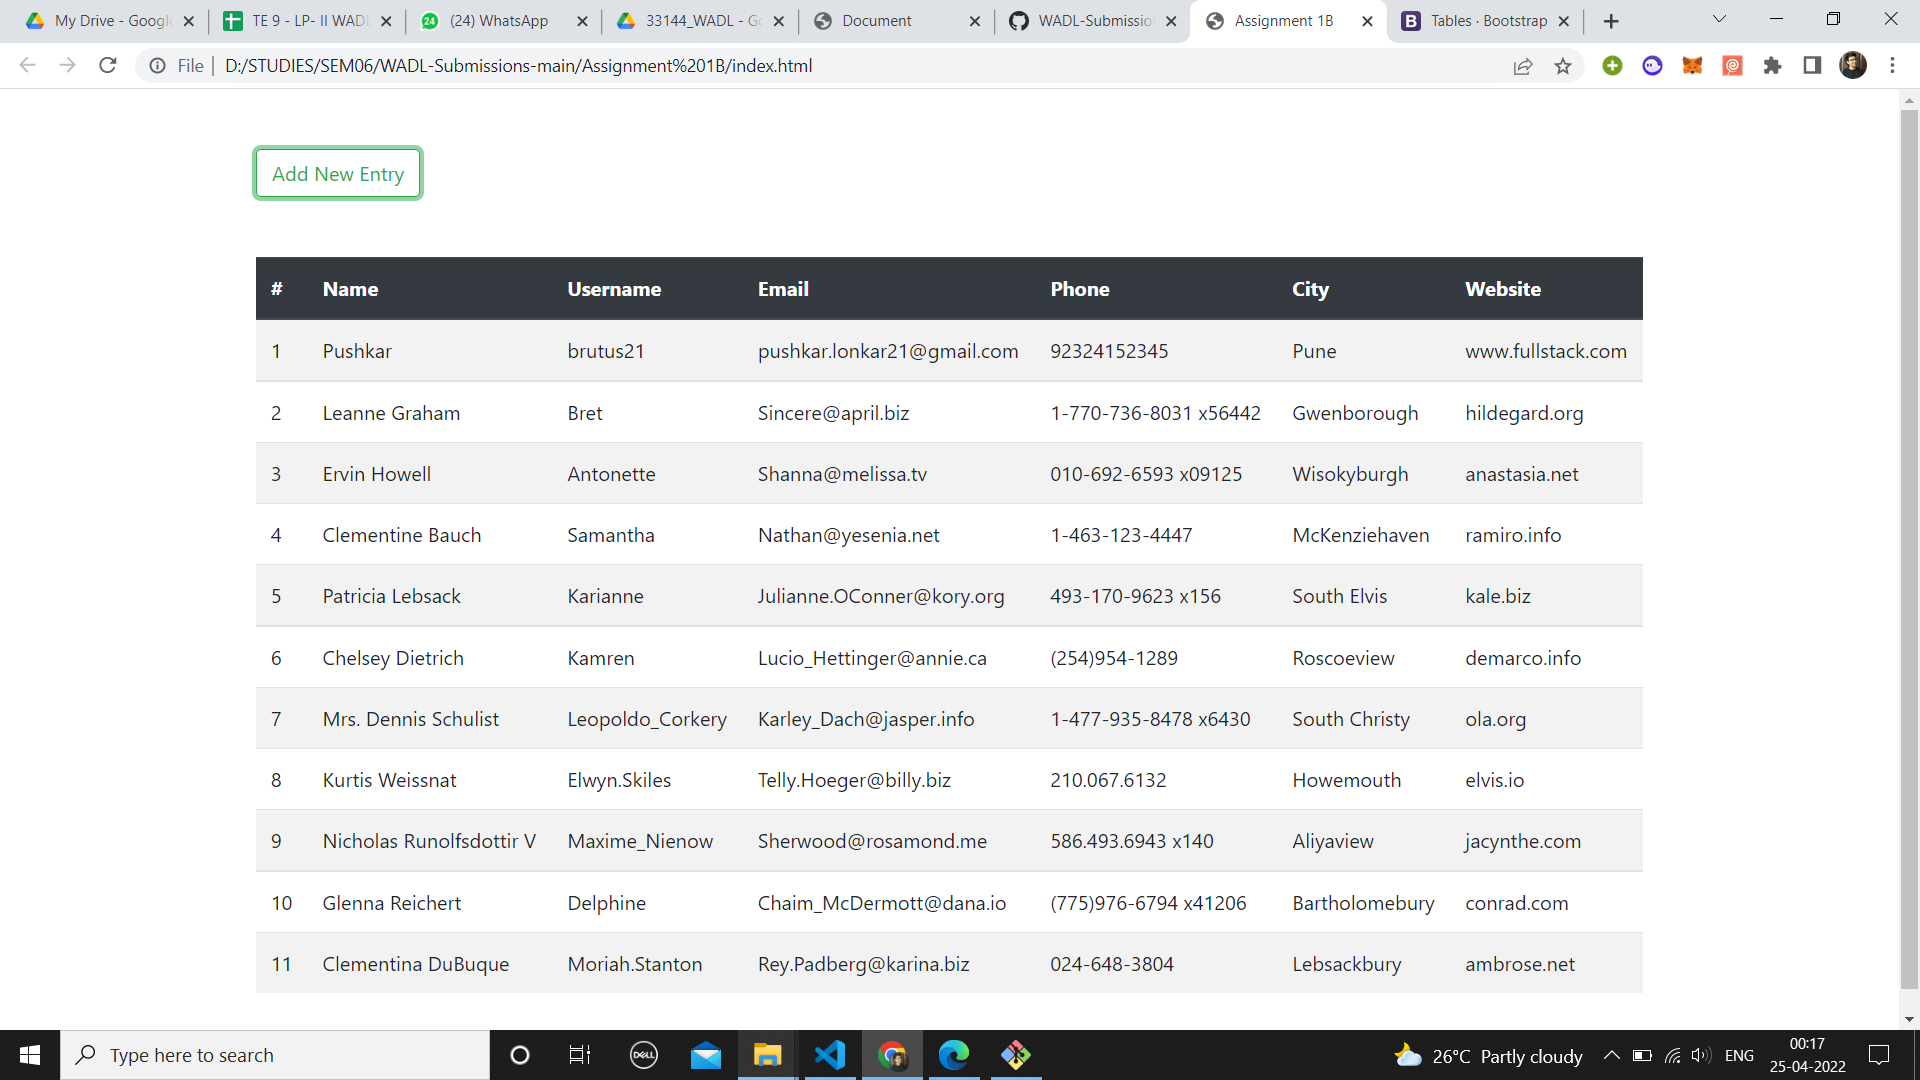 My Drive - Google
TE 9 - LP- II WADL
(24) WhatsApp
33144_WADL - Go
Document
WADL-Submission
Assignment 1B
Tables · Bootstrap
File | D:/STUDIES/SEM06/WADL-Submissions-main/Assignment%201B/index.html
Add New Entry
# Name Username Email Phone City Website
1 Pushkar brutus21 pushkar.lonkar21@gmail.com 92324152345 Pune www.fullstack.com
2 Leanne Graham Bret Sincere@april.biz 1-770-736-8031 x56442 Gwenborough hildegard.org
3 Ervin Howell Antonette Shanna@melissa.tv 010-692-6593 x09125 Wisokyburgh anastasia.net
4 Clementine Bauch Samantha Nathan@yesenia.net 1-463-123-4447 McKenziehaven ramiro.info
5 Patricia Lebsack Karianne Julianne.OConner@kory.org 493-170-9623 x156 South Elvis kale.biz
6 Chelsey Dietrich Kamren Lucio_Hettinger@annie.ca (254)954-1289 Roscoeview demarco.info
7 Mrs. Dennis Schulist Leopoldo_Corkery Karley_Dach@jasper.info 1-477-935-8478 x6430 South Christy ola.org
8 Kurtis Weissnat Elwyn.Skiles Telly.Hoeger@billy.biz 210.067.6132 Howemouth elvis.io
9 Nicholas Runolfsdottir V Maxime_Nienow Sherwood@rosamond.me 586.493.6943 x140 Aliyaview jacynthe.com
10 Glenna Reichert Delphine Chaim_McDermott@dana.io (775)976-6794 x41206 Bartholomebury conrad.com
11 Clementina DuBuque Moriah.Stanton Rey.Padberg@karina.biz 024-648-3804 Lebsackbury ambrose.net
Type here to search
DELL
26°C Partly cloudy
ENG
00:17
25-04-2022